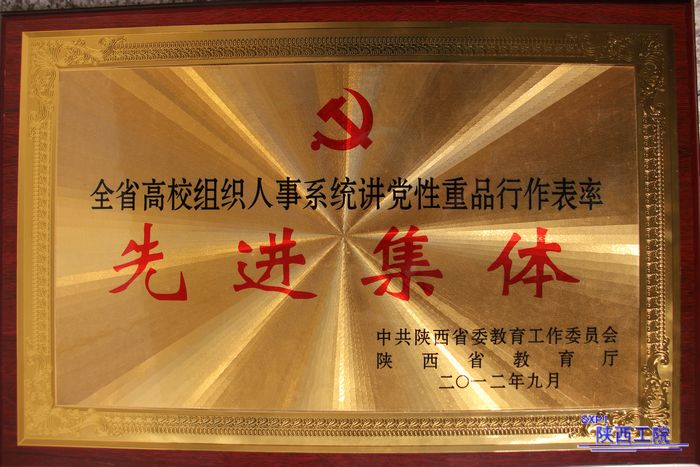 全省高校组织人事系统讲党性重品行作表率
先进集体
中共陕西省委教育工作委员会
陕西省教育厅
二〇一二年九月
SXPI
陕西工院